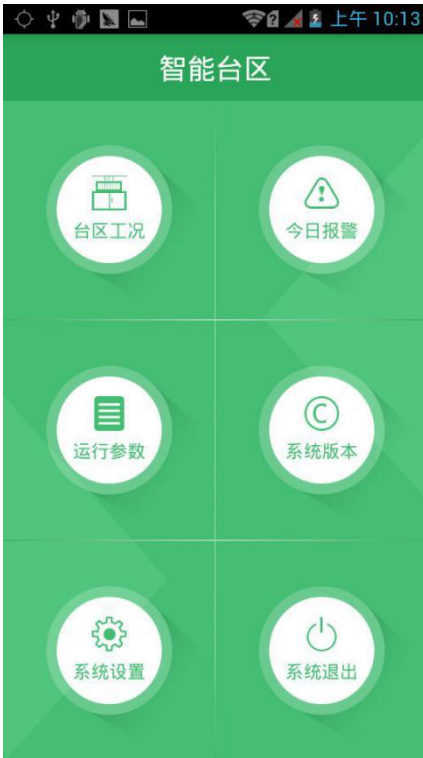 上午 10:13
智能台区
台区工况
今日报警
运行参数
系统版本
系统设置
系统退出